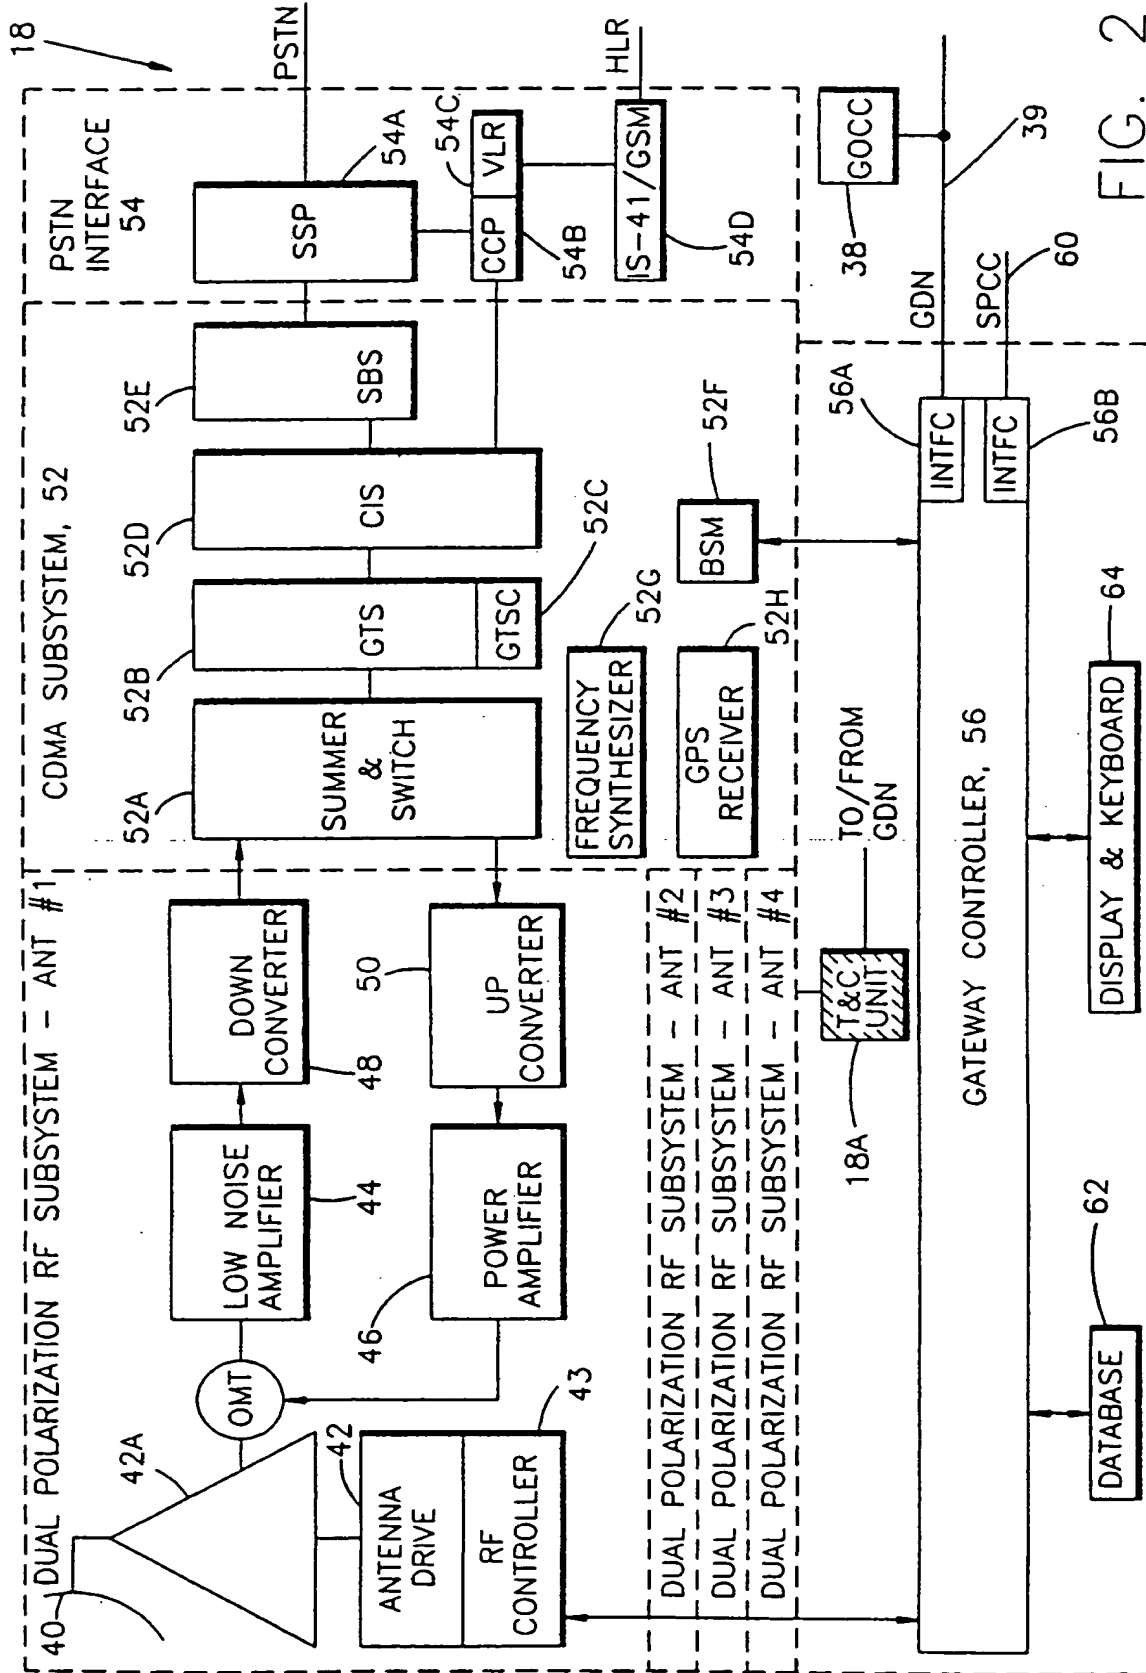 18
PSTN
HLR
PSTN
INTERFACE
54
SSP
54A
54C
CCP
VLR
54B
IS-41/GSM
54D
CDMA SUBSYSTEM, 52
52A
SUMMER
&
SWITCH
52B
GTS
GTSC
52C
52D
CIS
52E
SBS
FREQUENCY
SYNTHESIZER
52G
GPS
RECEIVER
52H
BSM
52F
DUAL POLARIZATION RF SUBSYSTEM - ANT #1
40
42A
OMT
LOW NOISE
AMPLIFIER
44
DOWN
CONVERTER
48
ANTENNA
DRIVE
42
RF
CONTROLLER
43
46
POWER
AMPLIFIER
50
UP
CONVERTER
DUAL POLARIZATION RF SUBSYSTEM - ANT #2
DUAL POLARIZATION RF SUBSYSTEM - ANT #3
DUAL POLARIZATION RF SUBSYSTEM - ANT #4
T&C
UNIT
18A
TO/FROM
GDN
GOCC
38
GDN
39
SPCC
60
56A
INTFC
INTFC
56B
GATEWAY CONTROLLER, 56
DATABASE
62
DISPLAY & KEYBOARD
64
FIG. 2